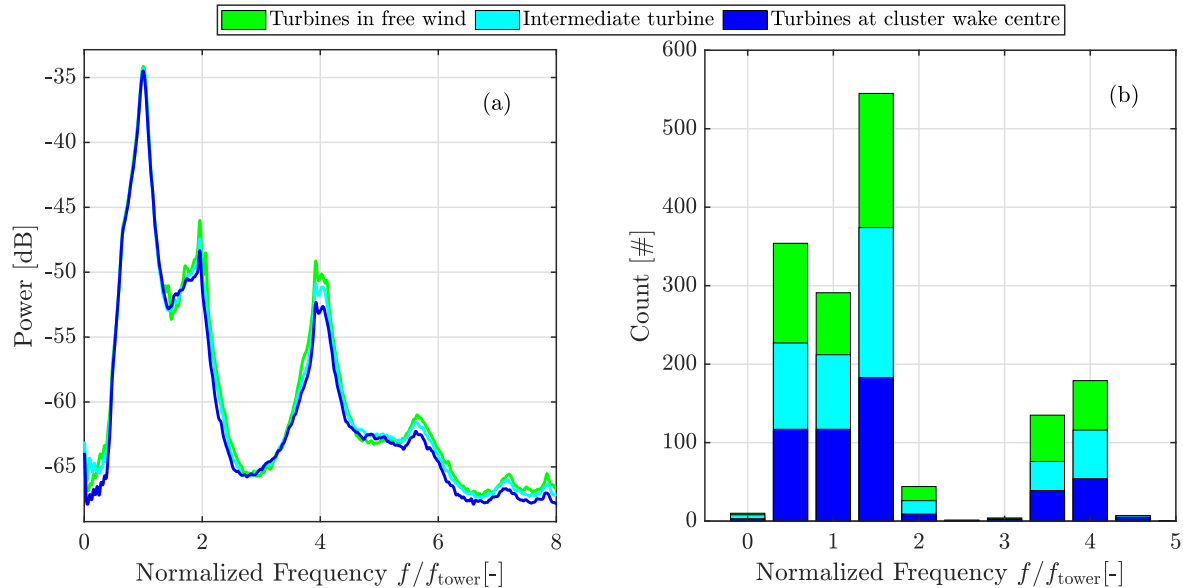 Turbines in free wind Intermediate turbine Turbines at cluster wake centre
(a)
-35
-40
-45
-50
-55
-60
-65
Power [dB]
0 2 4 6 8
Normalized Frequency f/f_tower[-]
(b)
600
500
400
300
200
100
0
Count [#]
0 1 2 3 4 5
Normalized Frequency f/f_tower[-]